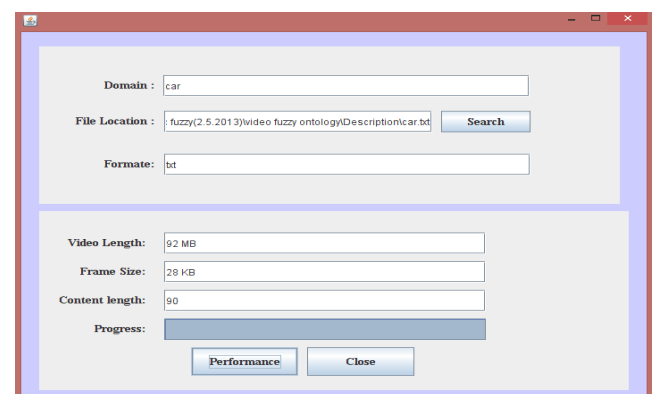 Domain : car
File Location : : fuzzy(2.5.2013)\video fuzzy ontology\Description\car.txt Search
Formate: txt
Video Length: 92 MB
Frame Size: 28 KB
Content length: 90
Progress:
Performance Close